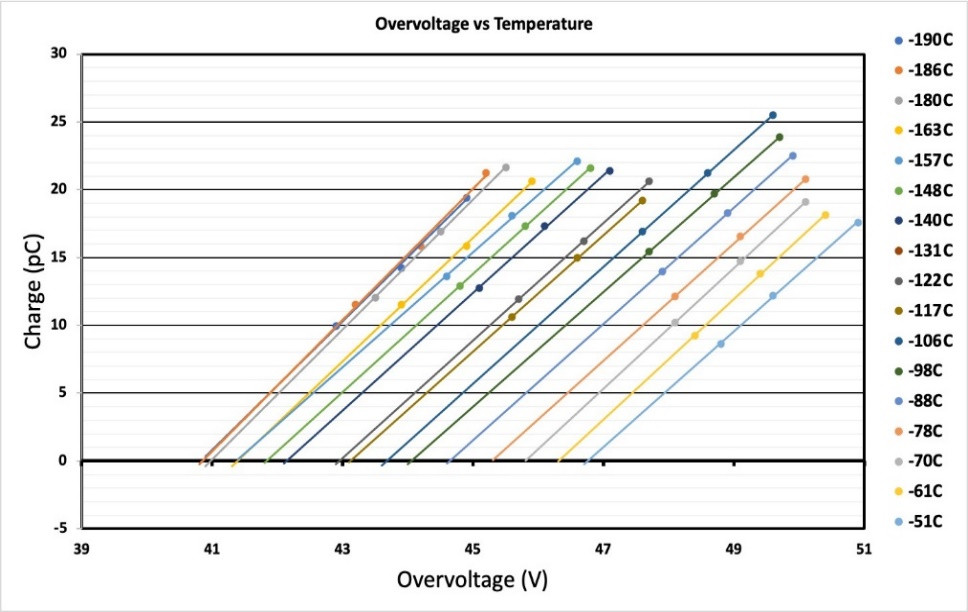 Overvoltage vs Temperature
30
25
20
15
10
5
0
-5
39
41
43
45
47
49
51
Charge (pC)
Overvoltage (V)
-190C
-186C
-180C
-163C
-157C
-148C
-140C
-131C
-122C
-117C
-106C
-98C
-88C
-78C
-70C
-61C
-51C